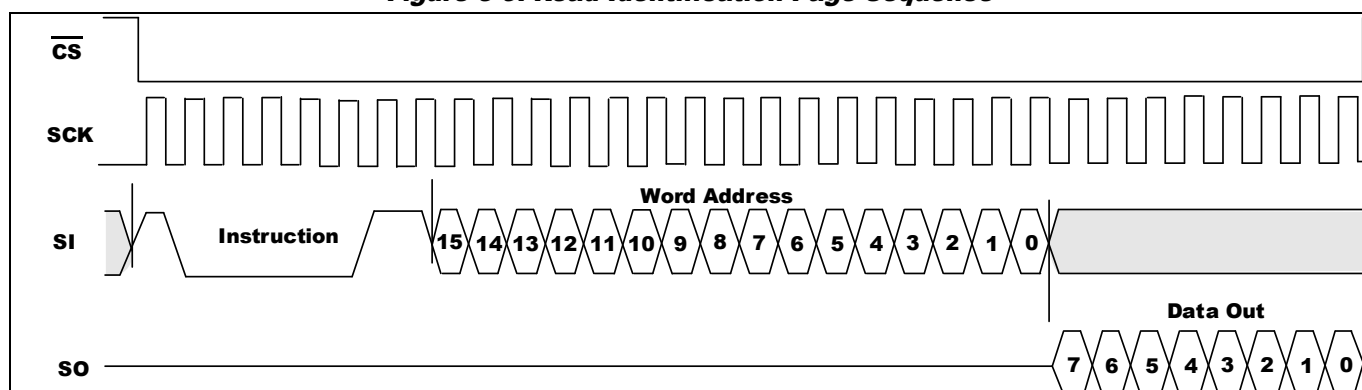 Figure 6-6. Read Identification Page Sequence
CS
SCK
Word Address
SI
Instruction
15 14 13 12 11 10 9 8 7 6 5 4 3 2 1 0
Data Out
SO
7 6 5 4 3 2 1 0